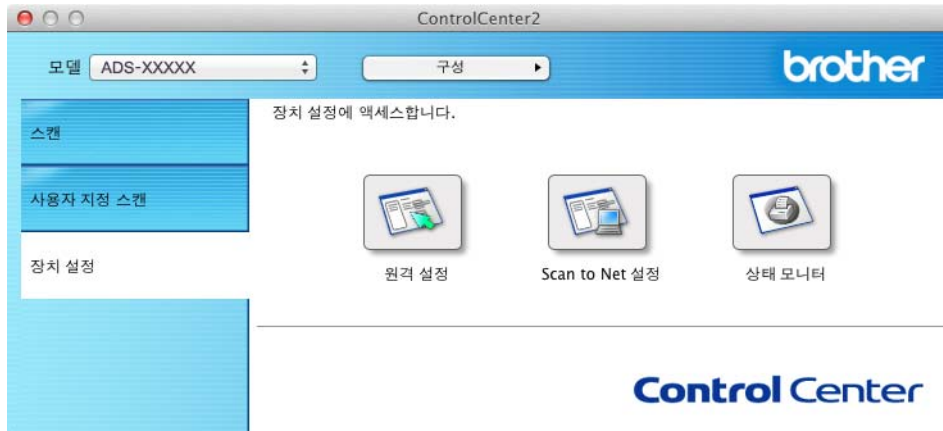 ControlCenter2
모델 ADS-XXXXX 구성 brother
스캔
사용자 지정 스캔
장치 설정
장치 설정에 액세스합니다.
원격 설정 Scan to Net 설정 상태 모니터
Control Center